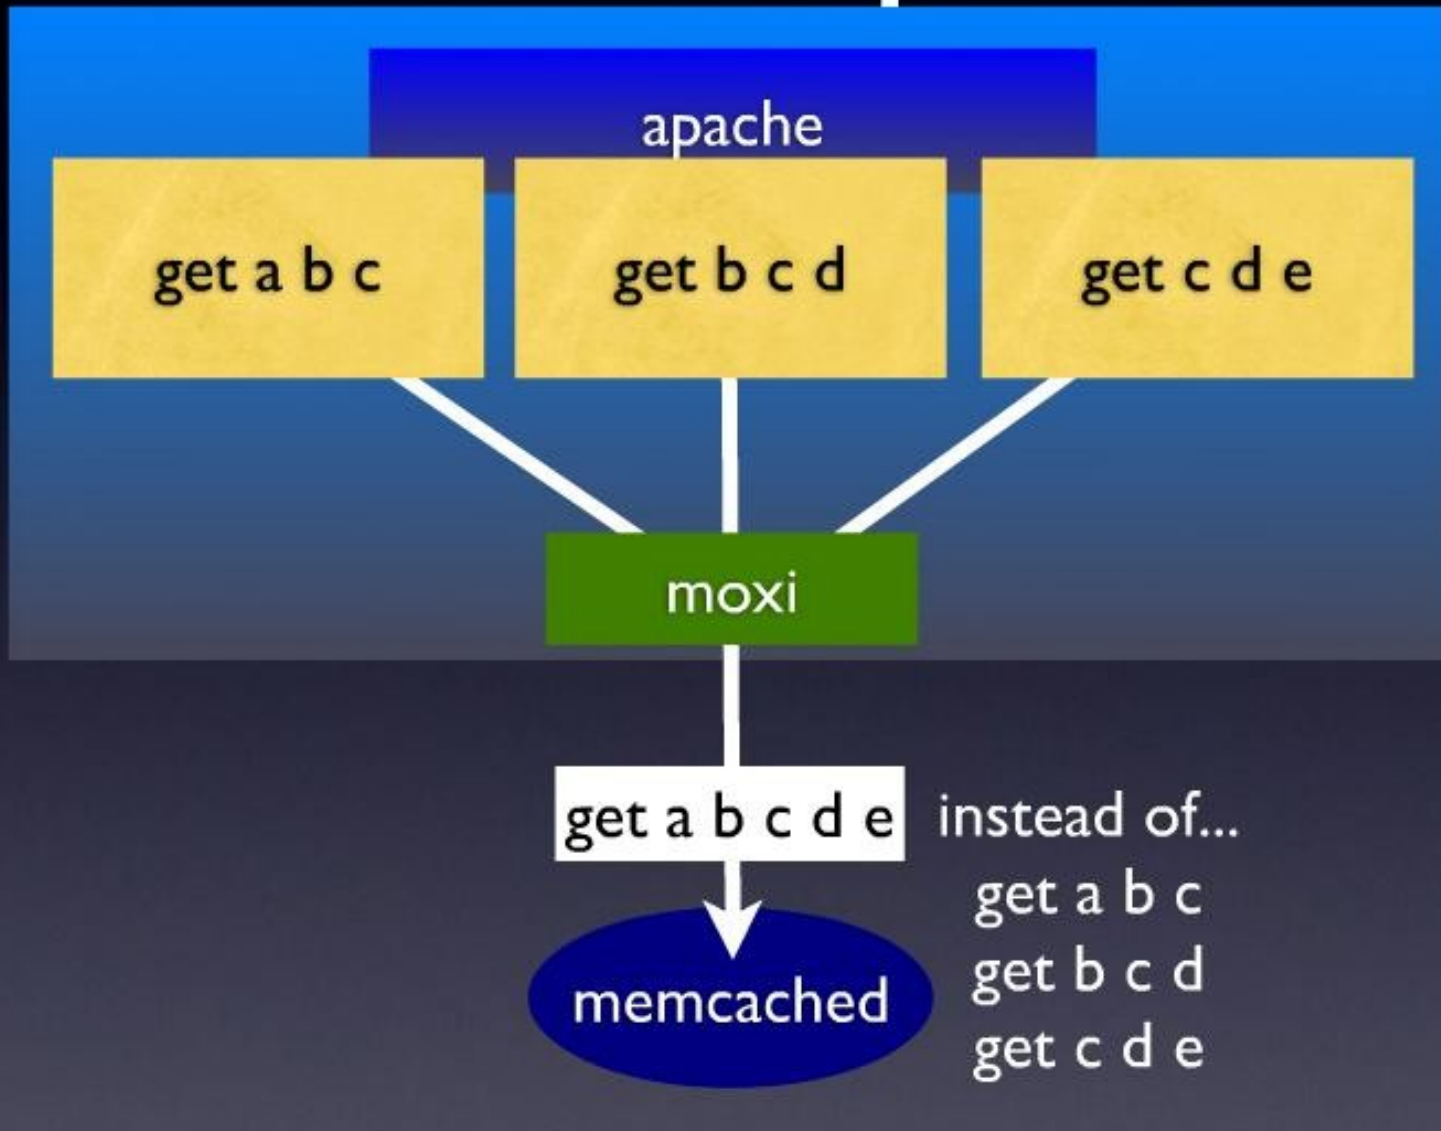 apache
get a b c
get b c d
get c d e
moxi
get a b c d e
instead of...
get a b c
get b c d
get c d e
memcached